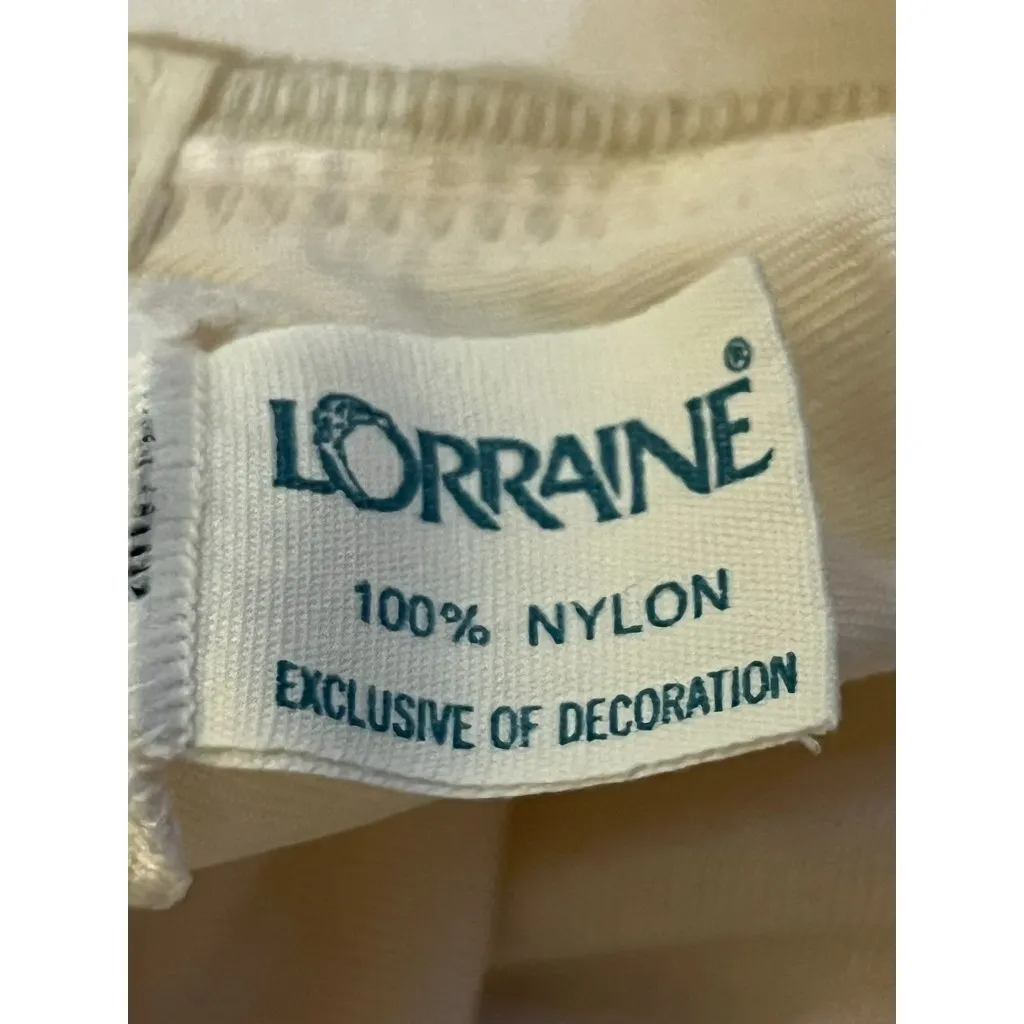 LORRAINE®
100% NYLON
EXCLUSIVE OF DECORATION